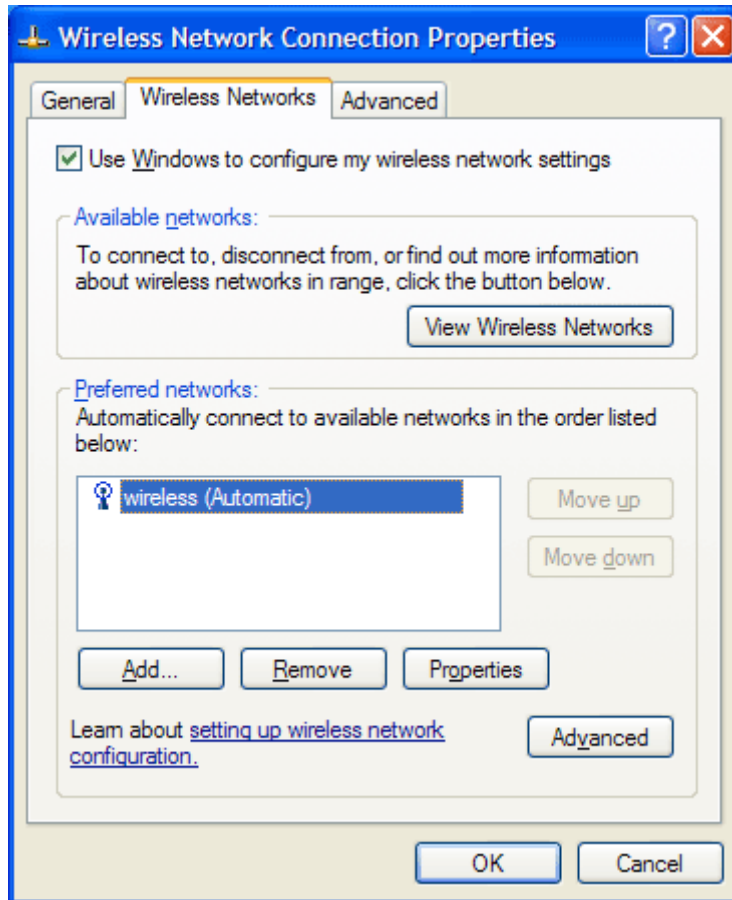 Wireless Network Connection Properties
General Wireless Networks Advanced
Use Windows to configure my wireless network settings
Available networks:
To connect to, disconnect from, or find out more information
about wireless networks in range, click the button below.
View Wireless Networks
Preferred networks:
Automatically connect to available networks in the order listed
below:
wireless (Automatic)
Move up
Move down
Add... Remove Properties
Learn about setting up wireless network
configuration.
Advanced
OK Cancel